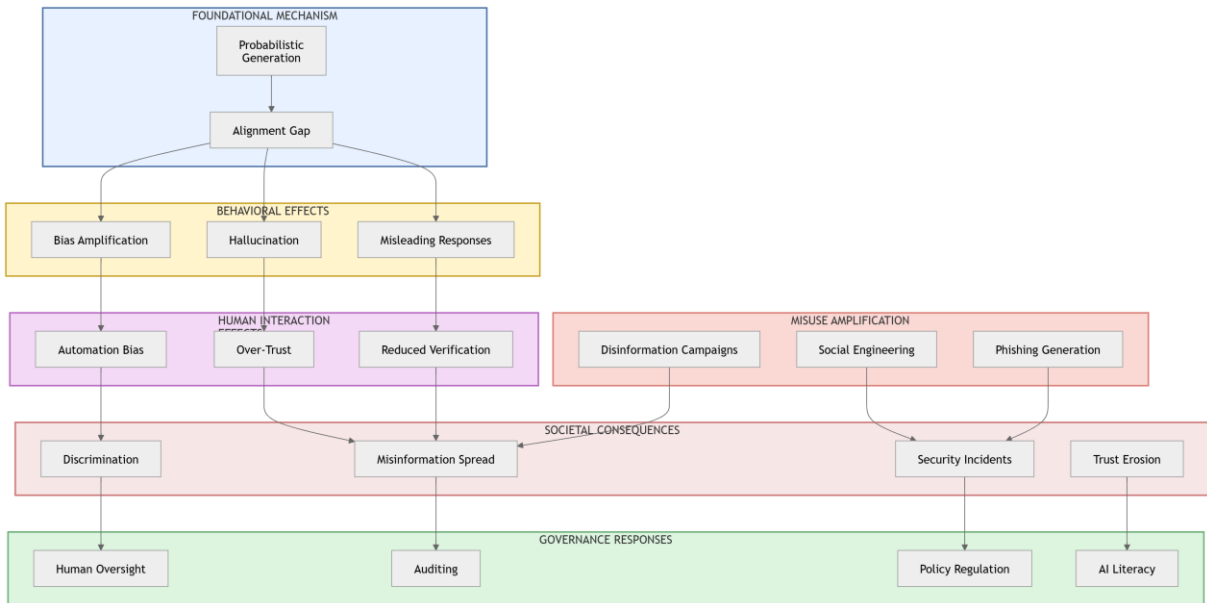 FOUNDATIONAL MECHANISM
Probabilistic
Generation
Alignment Gap
BEHAVIORAL EFFECTS
Bias Amplification
Hallucination
Misleading Responses
HUMAN INTERACTION
EFFECTS
Automation Bias
Over-Trust
Reduced Verification
MISUSE AMPLIFICATION
Disinformation Campaigns
Social Engineering
Phishing Generation
SOCIETAL CONSEQUENCES
Discrimination
Misinformation Spread
Security Incidents
Trust Erosion
GOVERNANCE RESPONSES
Human Oversight
Auditing
Policy Regulation
AI Literacy